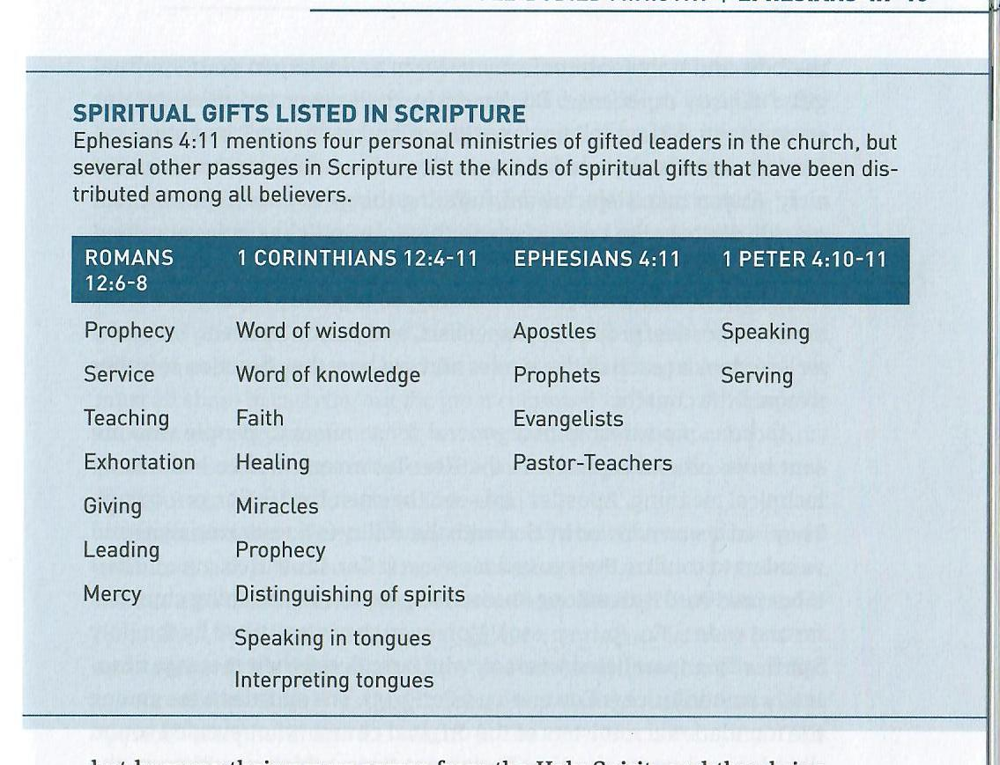 SPIRITUAL GIFTS LISTED IN SCRIPTURE
Ephesians 4:11 mentions four personal ministries of gifted leaders in the church, but
several other passages in Scripture list the kinds of spiritual gifts that have been dis-
tributed among all believers.
ROMANS 12:6-8
1 CORINTHIANS 12:4-11
EPHESIANS 4:11
1 PETER 4:10-11
Prophecy Word of wisdom Apostles Speaking
Service Word of knowledge Prophets Serving
Teaching Faith Evangelists
Exhortation Healing Pastor-Teachers
Giving Miracles
Leading Prophecy
Mercy Distinguishing of spirits
Speaking in tongues
Interpreting tongues